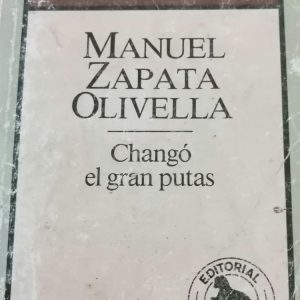 MANUEL
ZAPATA
OLIVELLA
Changó
el gran putas
EDITORIAL